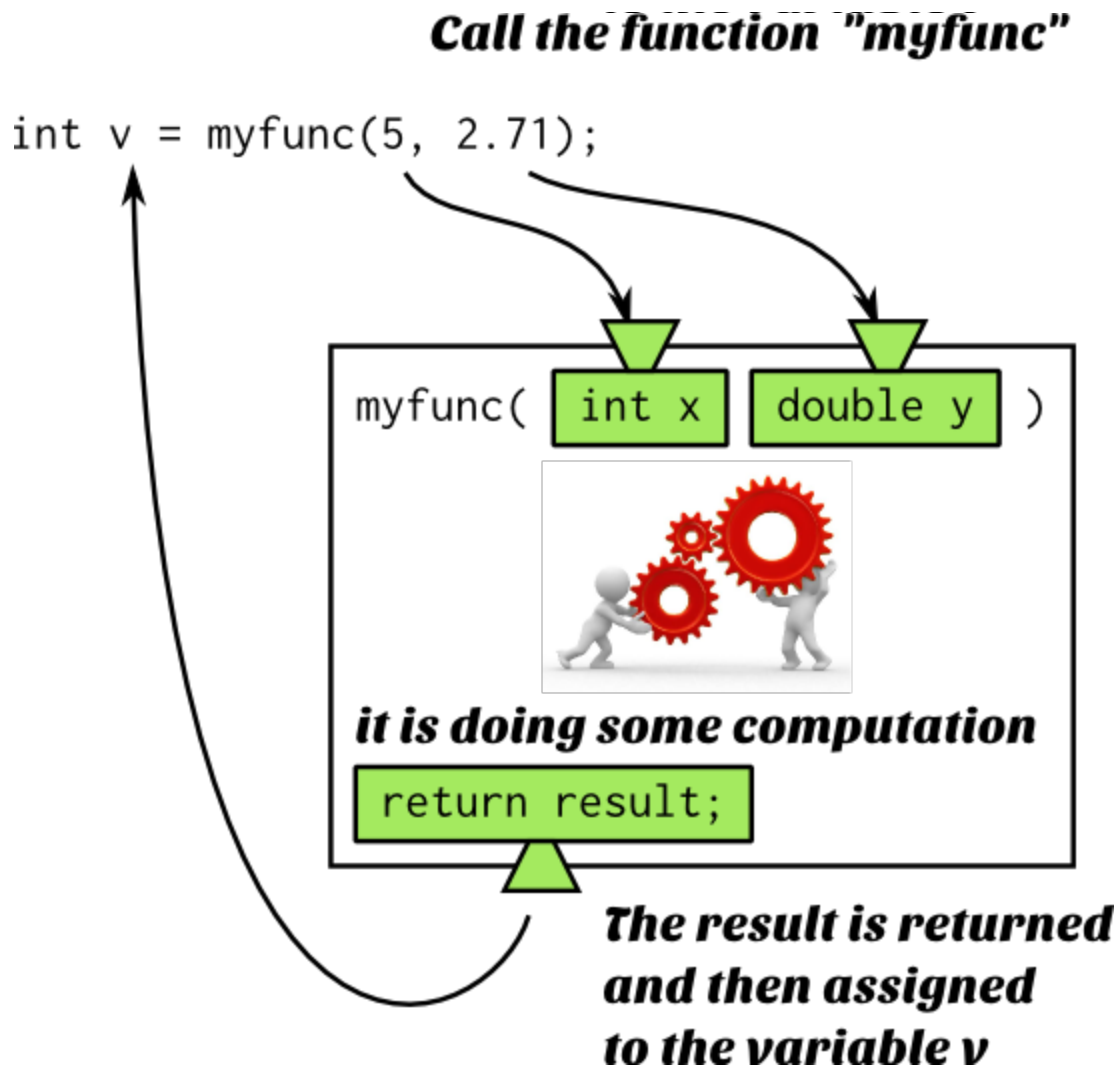 Call the function "myfunc"
int v = myfunc(5, 2.71);
myfunc( int x double y )
it is doing some computation
return result;
The result is returned
and then assigned
to the variable v